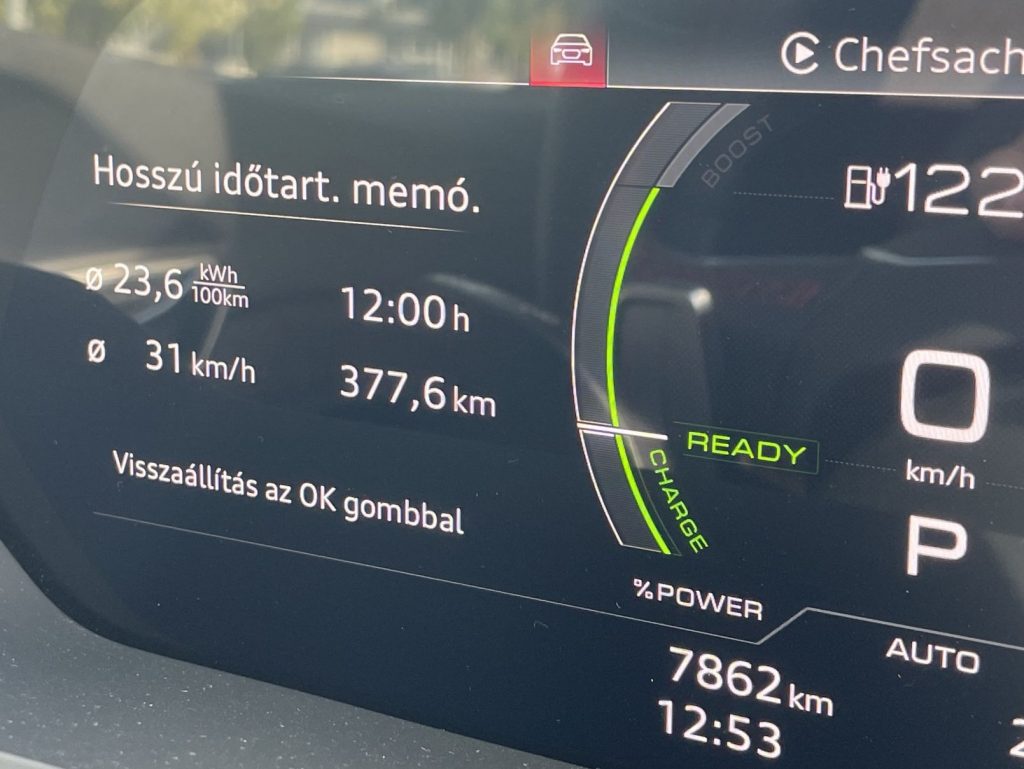 Chefsach
Hosszú időtart. memó.
BOOST
122
ø 23,6 kWh/100km
12:00 h
ø 31 km/h
377,6 km
0
km/h
READY
CHARGE
Visszaállítás az OK gombbal
P
%POWER
AUTO
7862 km
12:53